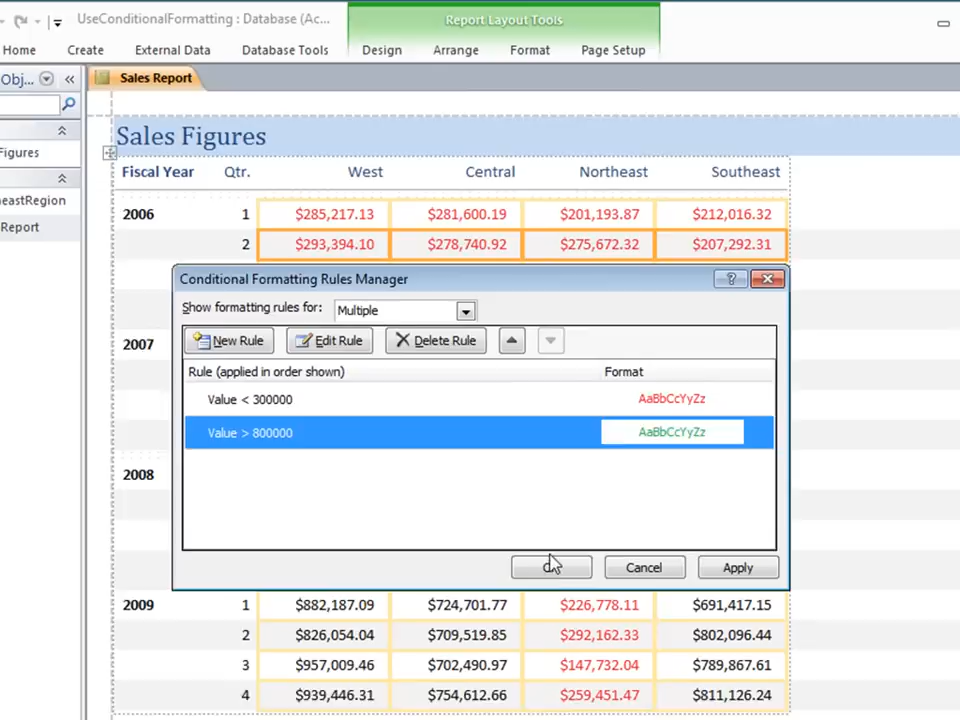 UseConditionalFormatting : Database (Ac...
Report Layout Tools
Home Create External Data Database Tools Design Arrange Format Page Setup
Obj... «
Sales Report
Sales Figures
Figures
Fiscal Year Qtr. West Central Northeast Southeast
eastRegion
2006 1 $285,217.13 $281,600.19 $201,193.87 $212,016.32
Report
2 $293,394.10 $278,740.92 $275,672.32 $207,292.31
Conditional Formatting Rules Manager
Show formatting rules for: Multiple
New Rule Edit Rule Delete Rule
2007
Rule (applied in order shown) Format
Value < 300000 AaBbCcYyZz
Value > 800000 AaBbCcYyZz
2008
Cancel Apply
2009 1 $882,187.09 $724,701.77 $226,778.11 $691,417.15
2 $826,054.04 $709,519.85 $292,162.33 $802,096.44
3 $957,009.46 $702,490.97 $147,732.04 $789,867.61
4 $939,446.31 $754,612.66 $259,451.47 $811,126.24